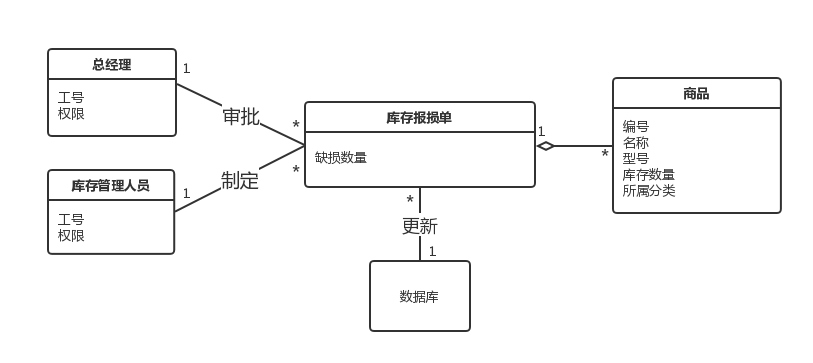 总经理
工号
权限
1
审批
*
库存管理人员
工号
权限
1
制定
*
库存报损单
缺损数量
1
*
商品
编号
名称
型号
库存数量
所属分类
*
更新
1
数据库